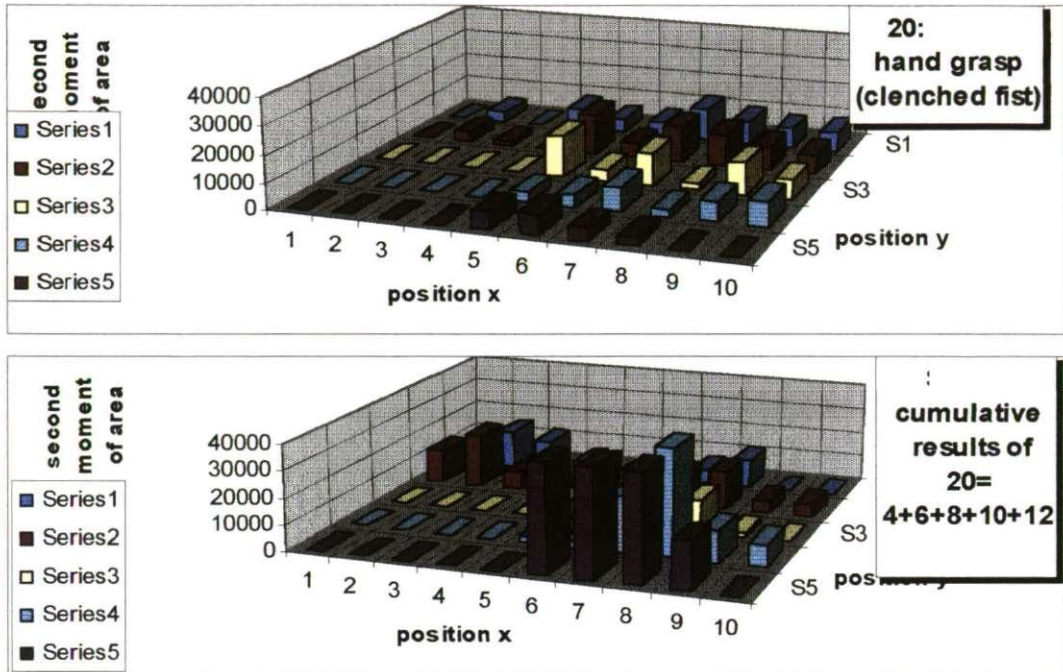 20:
hand grasp
(clenched fist)
econd
oment
of area
40000
30000
20000
10000
0
Series1
Series2
Series3
Series4
Series5
1 2 3 4 5 6 7 8 9 10
position x
S1
S3
S5
position y
cumulative
results of
20=
4+6+8+10+12
second
moment
of area
40000
30000
20000
10000
0
Series1
Series2
Series3
Series4
Series5
1 2 3 4 5 6 7 8 9 10
position x
S3
S5